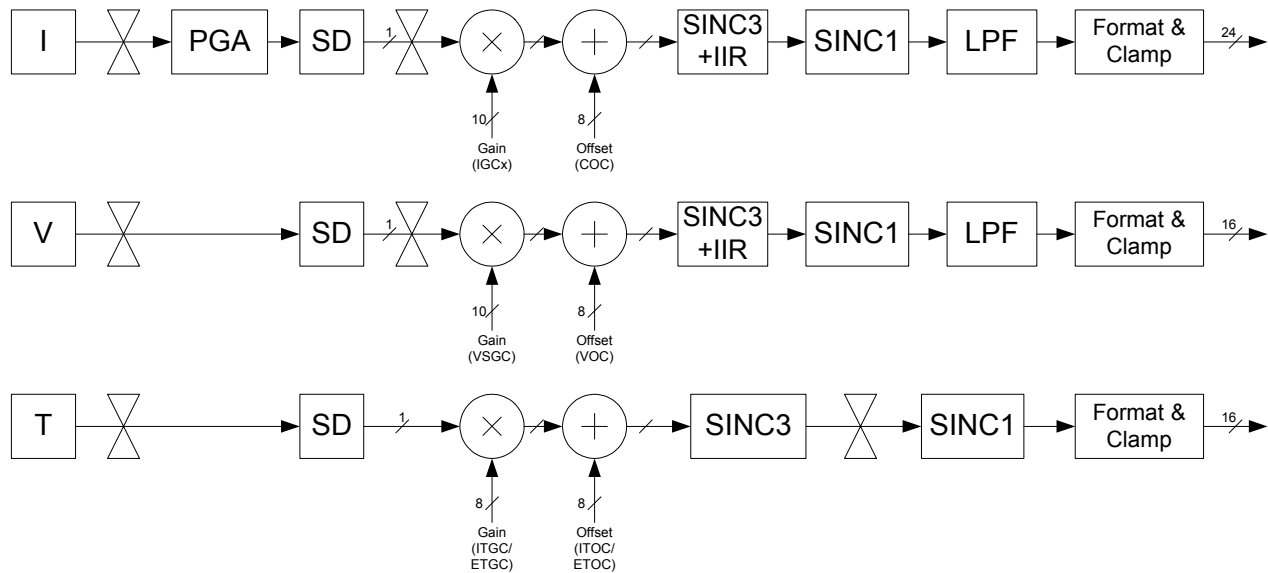 I
PGA
SD
1
10
Gain
(IGCx)
8
Offset
(COC)
SINC3
+IIR
SINC1
LPF
Format &
Clamp
24
V
SD
1
10
Gain
(VSGC)
8
Offset
(VOC)
SINC3
+IIR
SINC1
LPF
Format &
Clamp
16
T
SD
1
8
Gain
(ITGC/
ETGC)
8
Offset
(ITOC/
ETOC)
SINC3
SINC1
Format &
Clamp
16